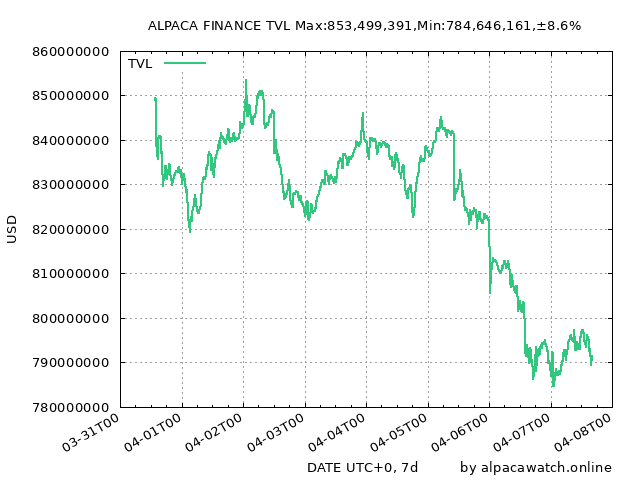 ALPACA FINANCE TVL Max:853,499,391,Min:784,646,161,±8.6%
TVL
860000000
850000000
840000000
830000000
820000000
810000000
800000000
790000000
780000000
USD
03-31T00
04-01T00
04-02T00
04-03T00
04-04T00
04-05T00
04-06T00
04-07T00
04-08T00
DATE UTC+0, 7d
by alpacawatch.online